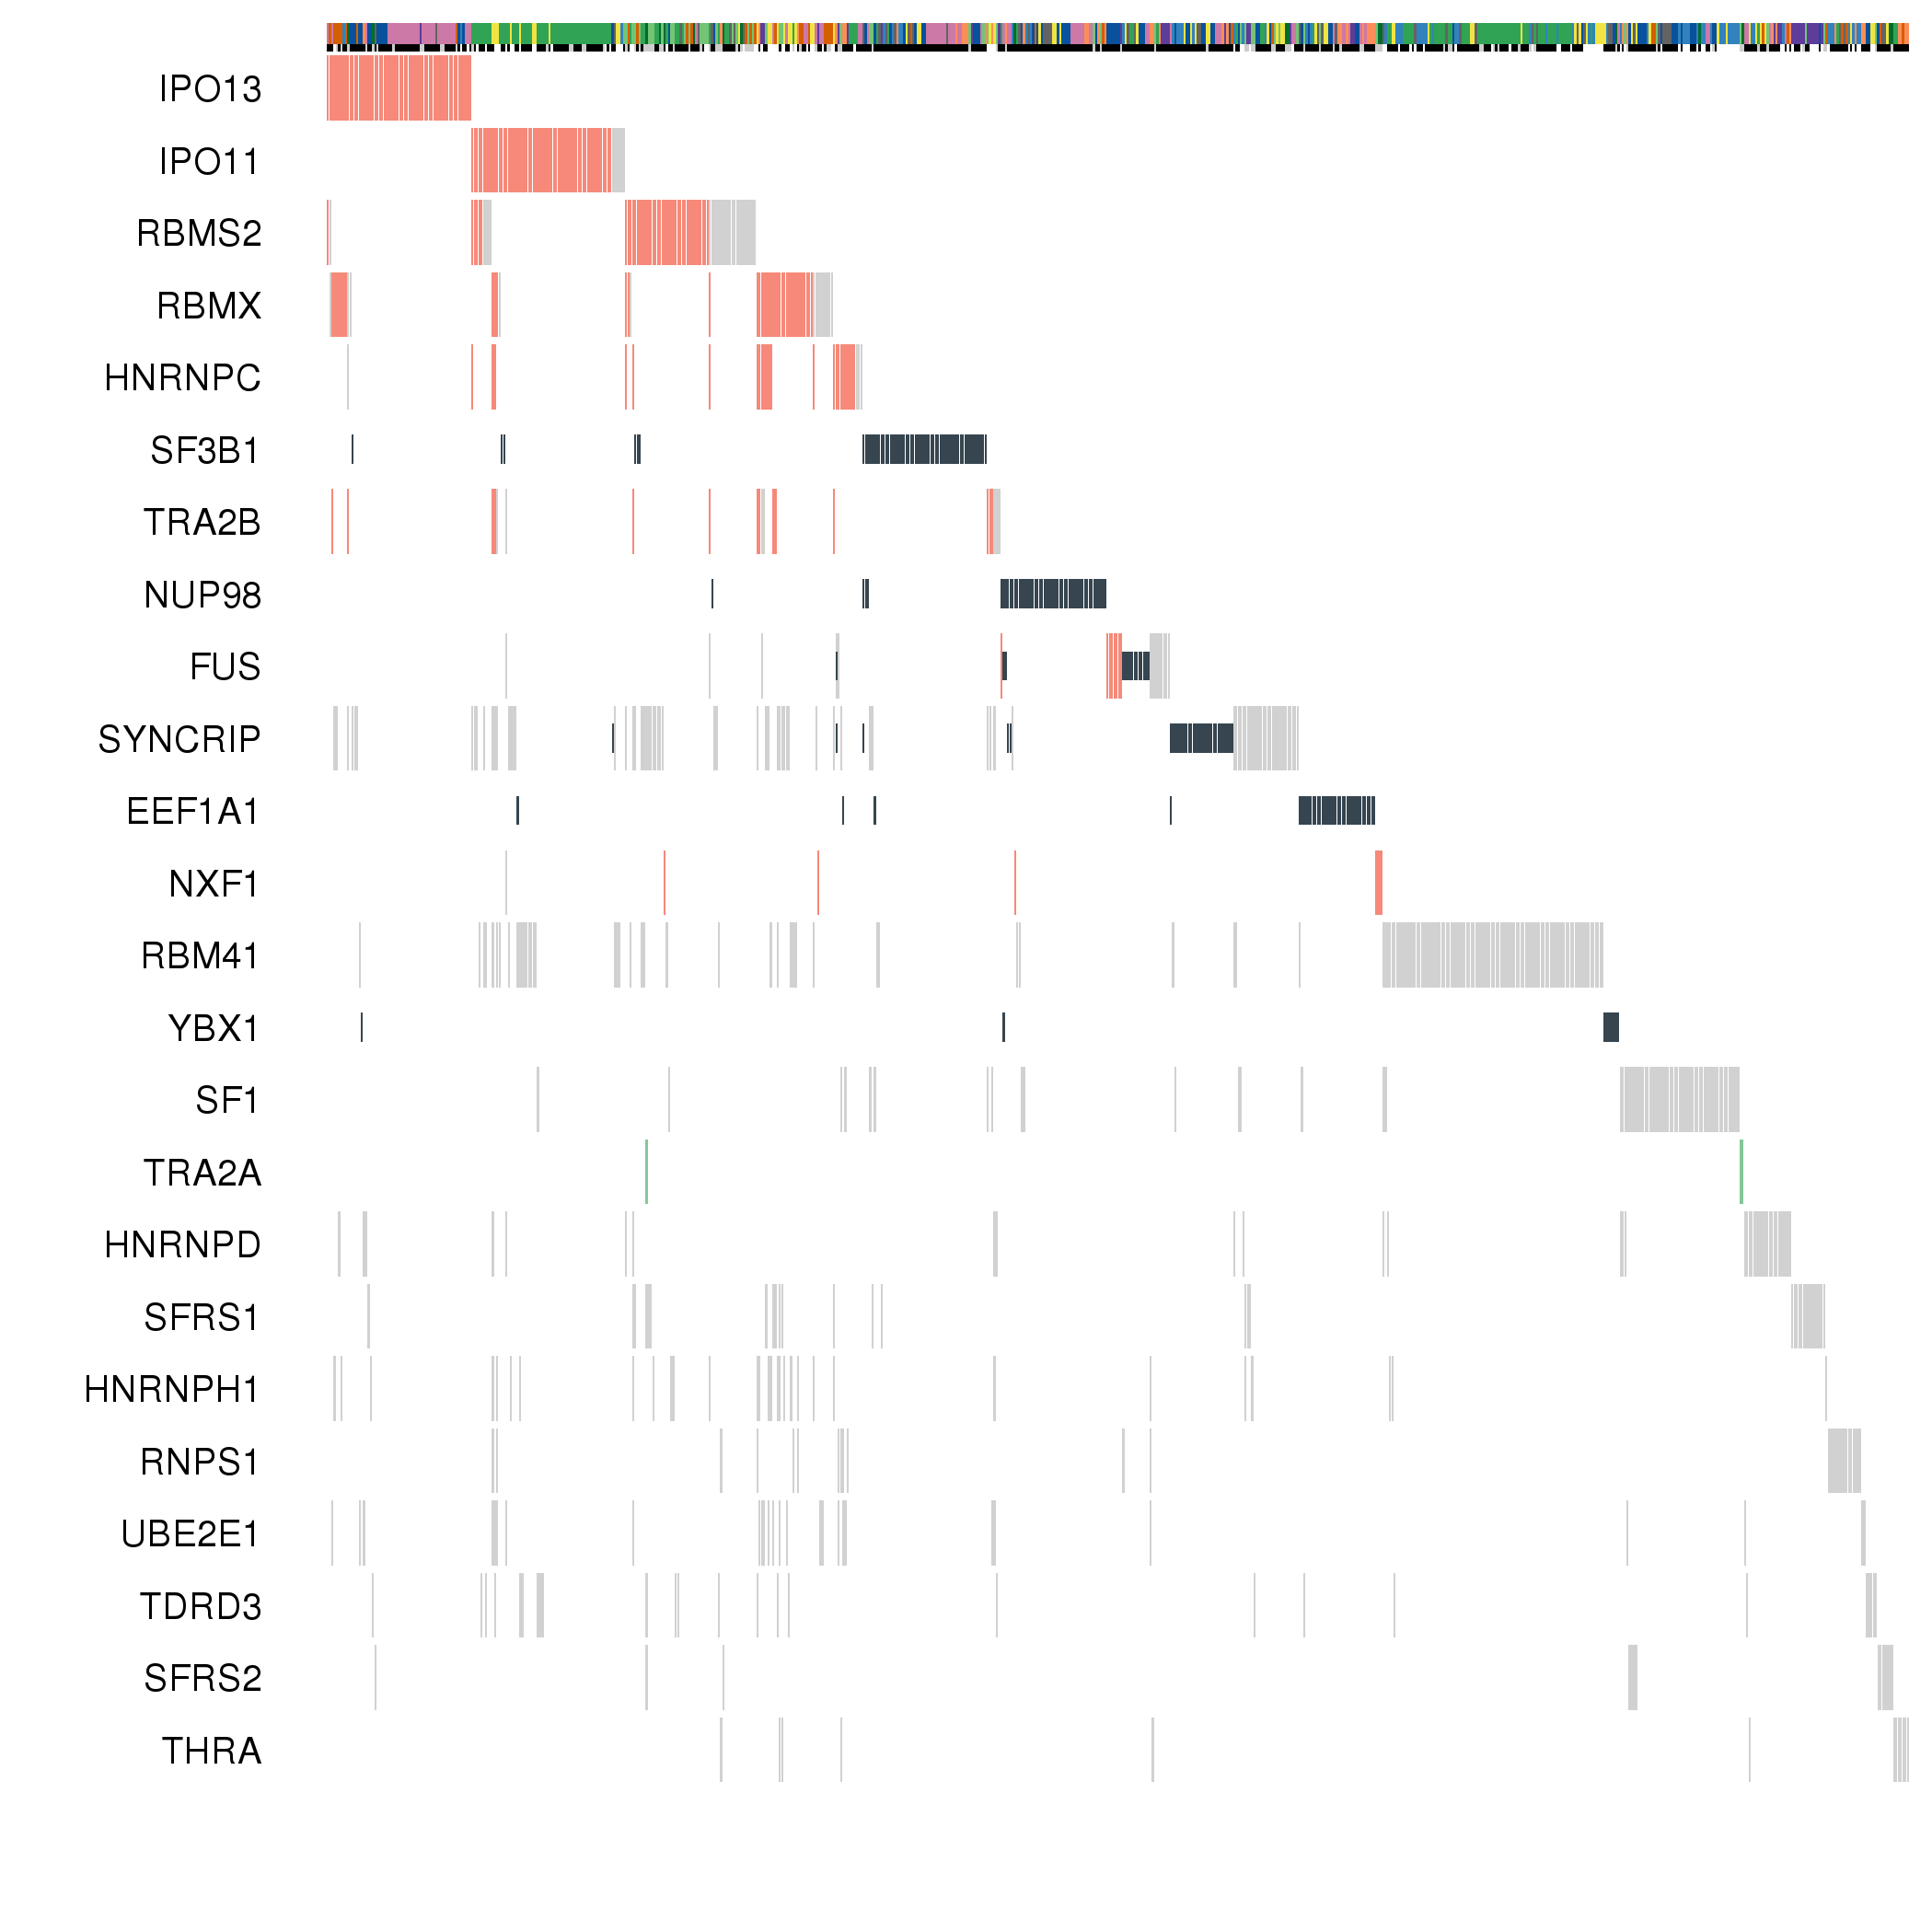 IPO13
IPO11
RBMS2
RBMX
HNRNPC
SF3B1
TRA2B
NUP98
FUS
SYNCRIP
EEF1A1
NXF1
RBM41
YBX1
SF1
TRA2A
HNRNPD
SFRS1
HNRNPH1
RNPS1
UBE2E1
TDRD3
SFRS2
THRA